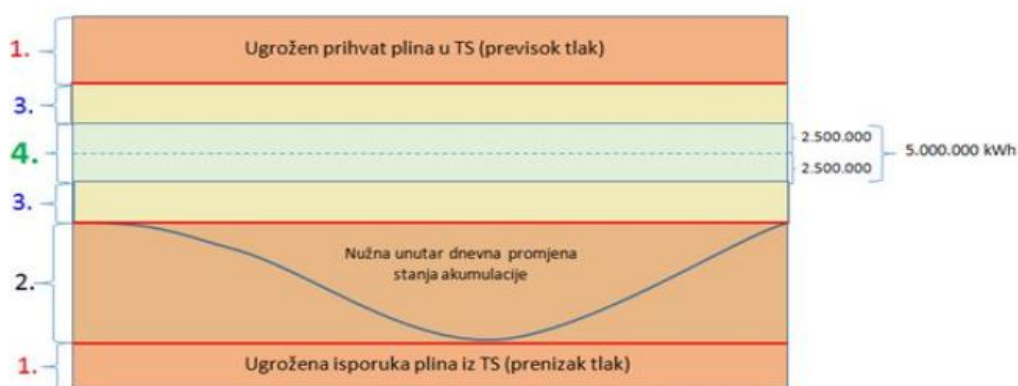 1.
Ugrožen prihvat plina u TS (previsok tlak)
3.
4.
2.500.000
5.000.000 kWh
2.500.000
3.
Nužna unutar dnevna promjena
stanja akumulacije
2.
1.
Ugrožena isporuka plina iz TS (prenizak tlak)